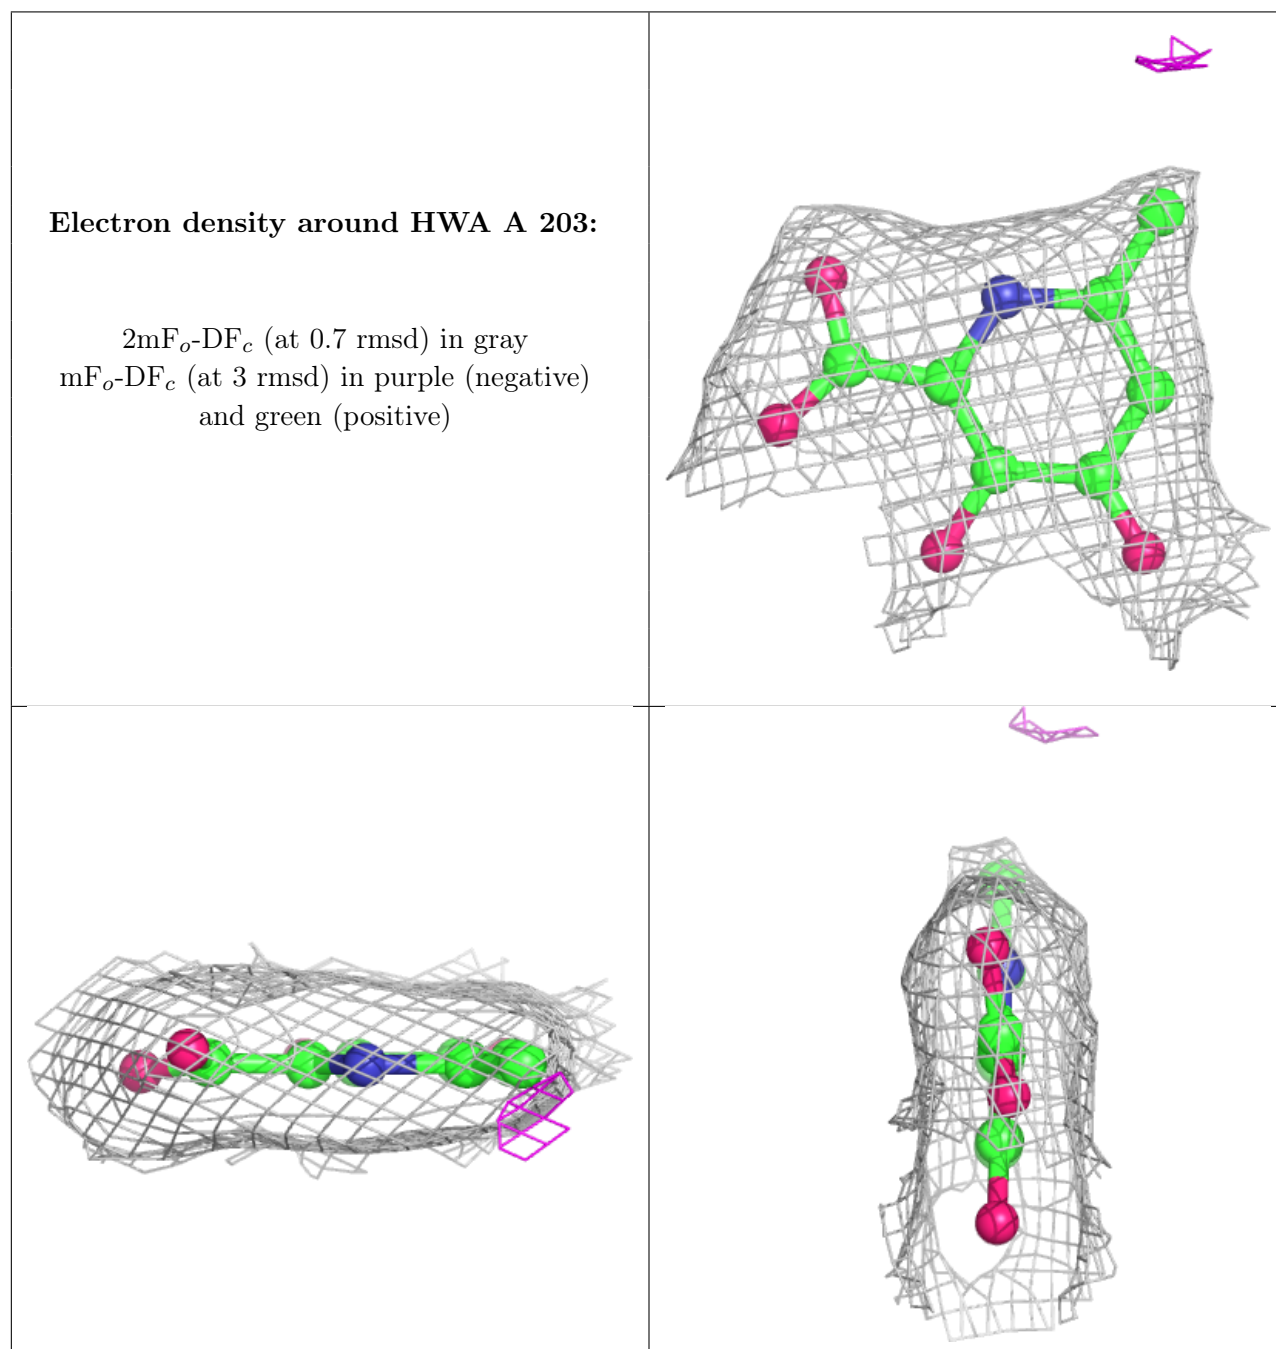 Electron density around HWA A 203:
2mFo-DFc (at 0.7 rmsd) in gray
mFo-DFc (at 3 rmsd) in purple (negative)
and green (positive)